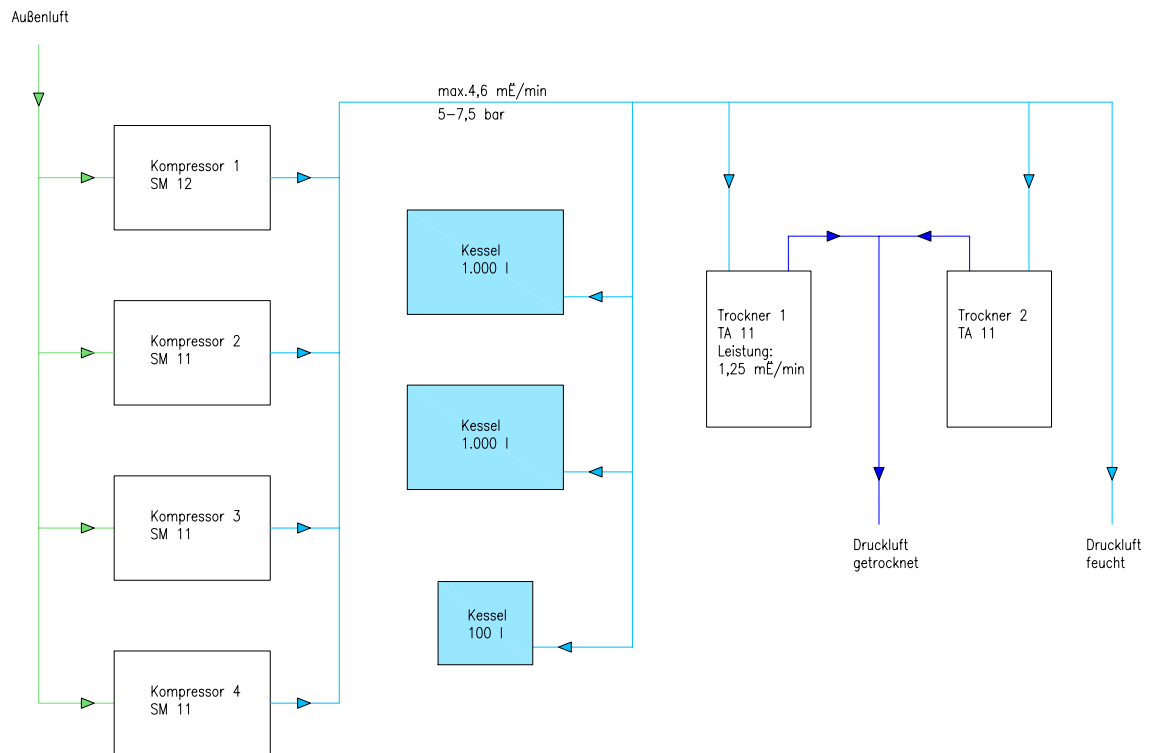 Außenluft
max.4,6 mË/min
5-7,5 bar
Kompressor 1
SM 12
Kessel
1.000 l
Kompressor 2
SM 11
Trockner 1
TA 11
Leistung:
1,25 mË/min
Trockner 2
TA 11
Kessel
1.000 l
Kompressor 3
SM 11
Druckluft
getrocknet
Druckluft
feucht
Kessel
100 l
Kompressor 4
SM 11